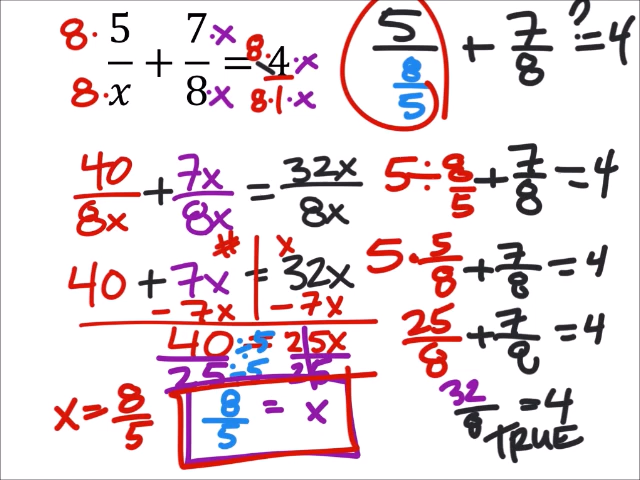 8 · 5/x + 7 · x/8 · x = 8 · 4 · x/8 · 1 · x
8 · x
40/8x + 7x/8x = 32x/8x
# x
40 + 7x = 32x
- 7x - 7x
40 = 25x
25 ÷5 ÷5 25
x = 8/5
8/5 = x
5/(8/5) + 7/8 ?= 4
5 ÷ 8/5 + 7/8 = 4
5 · 5/8 + 7/8 = 4
25/8 + 7/8 = 4
32/8 = 4
TRUE